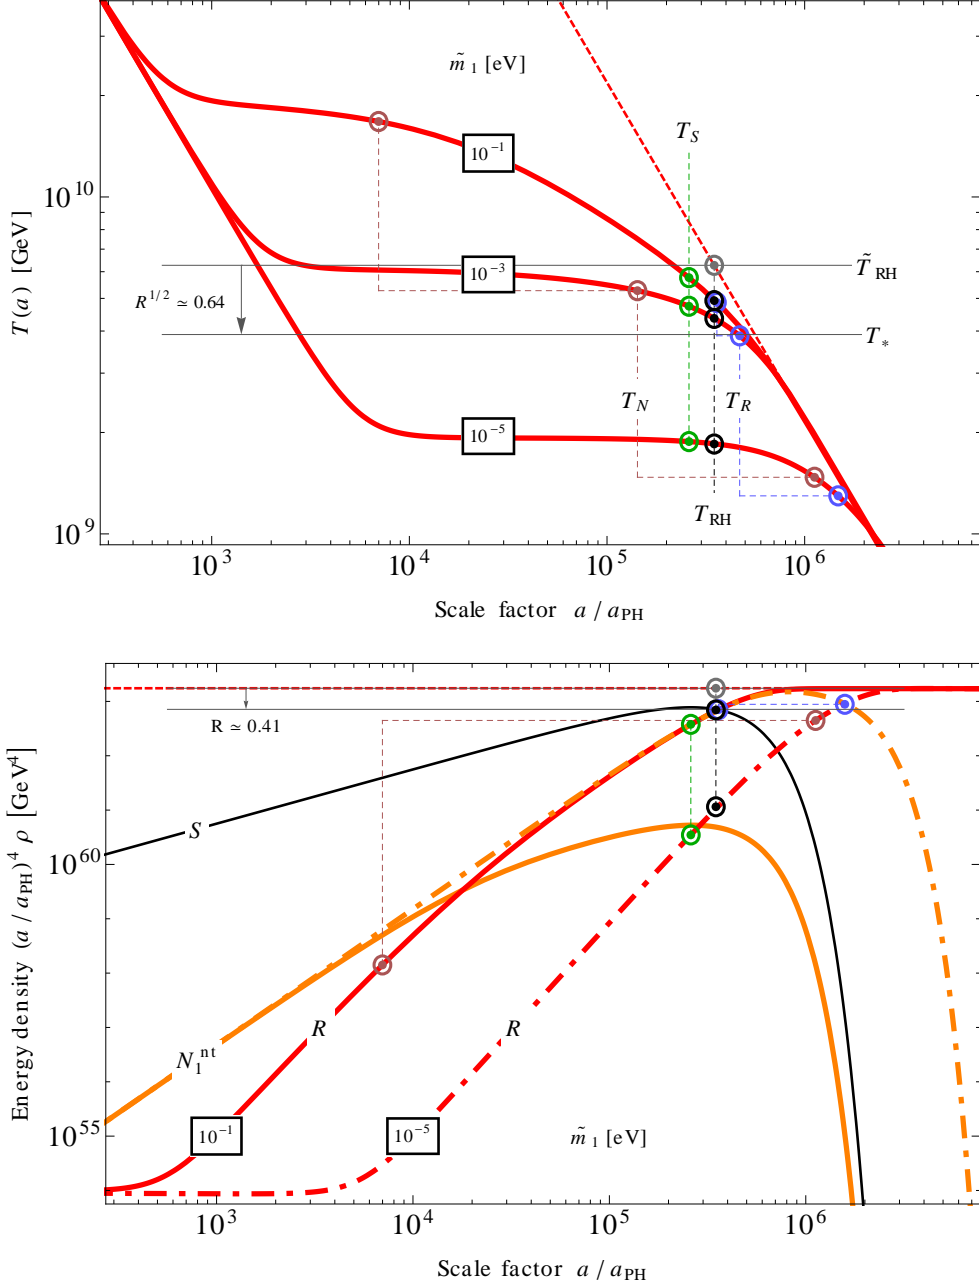 m̃ 1 [eV]
T_S
10^−1
10^10
T(a) [GeV]
10^−3
T̃ RH
R^1/2 ≃ 0.64
T_*
T_N
T_R
10^−5
T_RH
10^9
10^3
10^4
10^5
10^6
Scale factor a / a_PH
R ≃ 0.41
Energy density (a / a_PH)^4 ρ [GeV^4]
S
10^60
R
R
N_1^nt
10^−1
10^−5
m̃ 1 [eV]
10^55
10^3
10^4
10^5
10^6
Scale factor a / a_PH